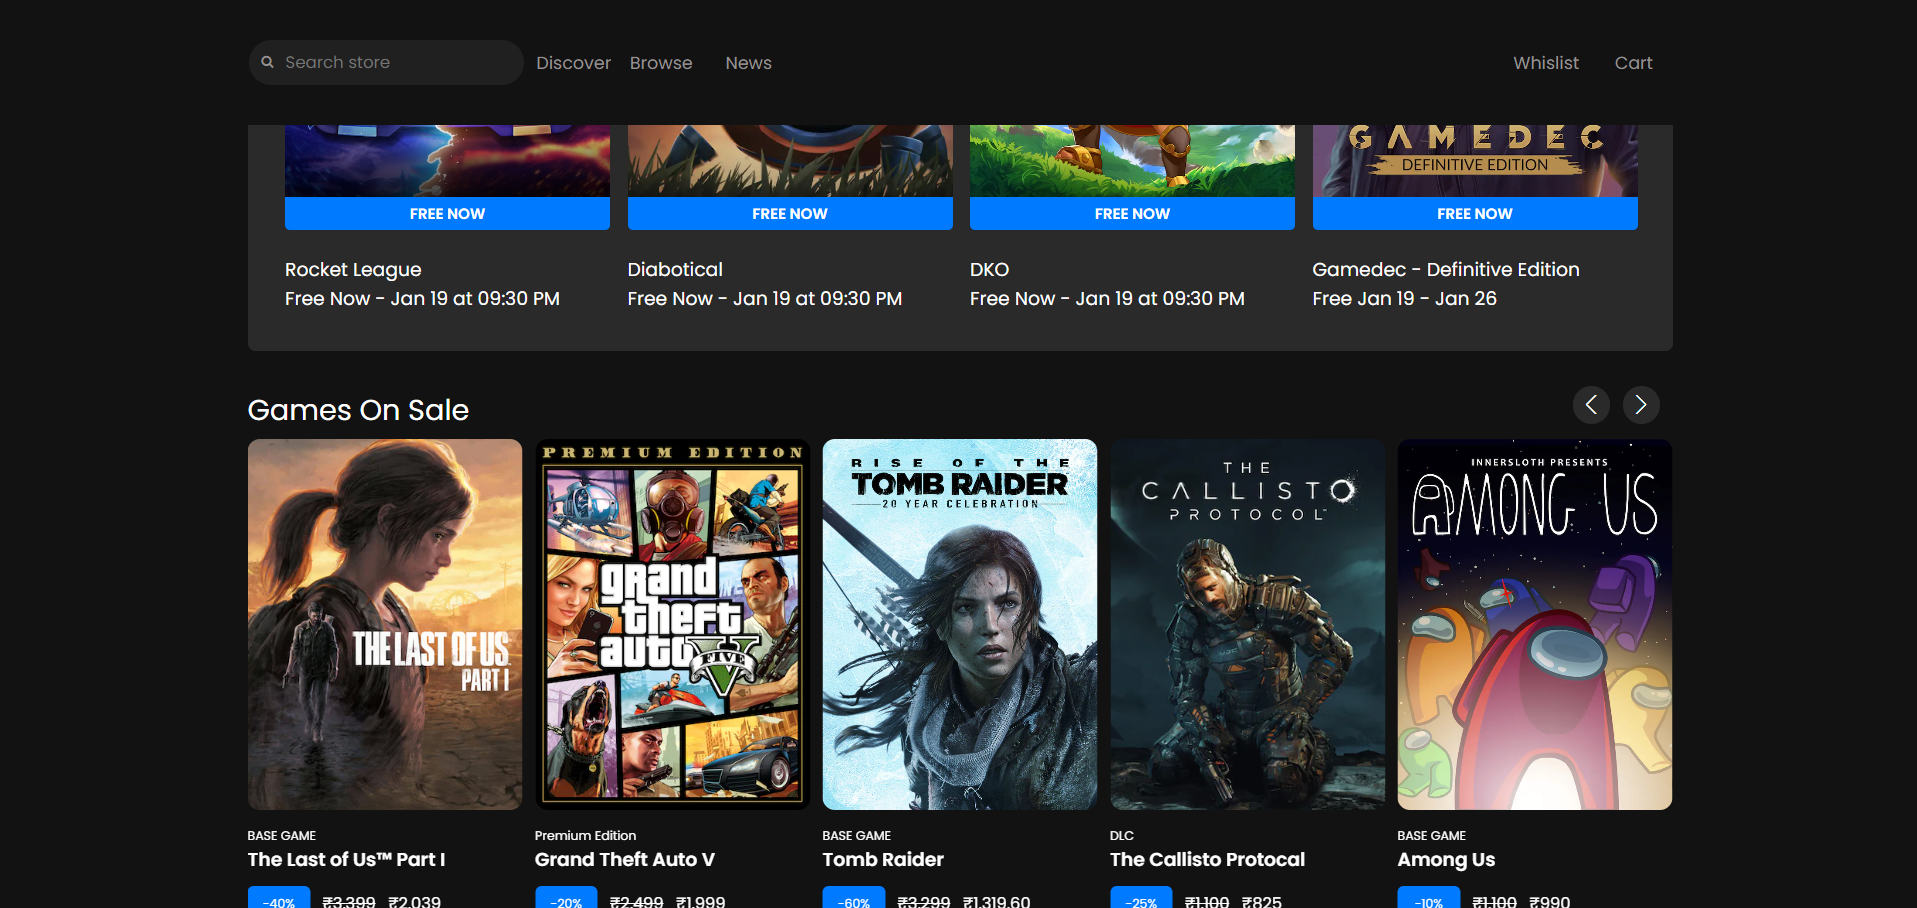 Search store
Discover Browse News
Whislist Cart
GAMEDEC
DEFINITIVE EDITION
FREE NOW FREE NOW FREE NOW FREE NOW
Rocket League
Free Now - Jan 19 at 09:30 PM
Diabotical
Free Now - Jan 19 at 09:30 PM
DKO
Free Now - Jan 19 at 09:30 PM
Gamedec - Definitive Edition
Free Jan 19 - Jan 26
Games On Sale
THE LAST OF US
PART I
BASE GAME
The Last of Us™ Part I
-40% ₹3,399 ₹2,039
PREMIUM EDITION
grand
theft
auto V
FIVE
Premium Edition
Grand Theft Auto V
-20% ₹2,499 ₹1,999
RISE OF THE
TOMB RAIDER
20 YEAR CELEBRATION
BASE GAME
Tomb Raider
-60% ₹3,299 ₹1,319.60
THE
CALLISTO
PROTOCOL™
DLC
The Callisto Protocal
-25% ₹1,100 ₹825
INNERSLOTH PRESENTS
AMONG US
BASE GAME
Among Us
-10% ₹1,100 ₹990